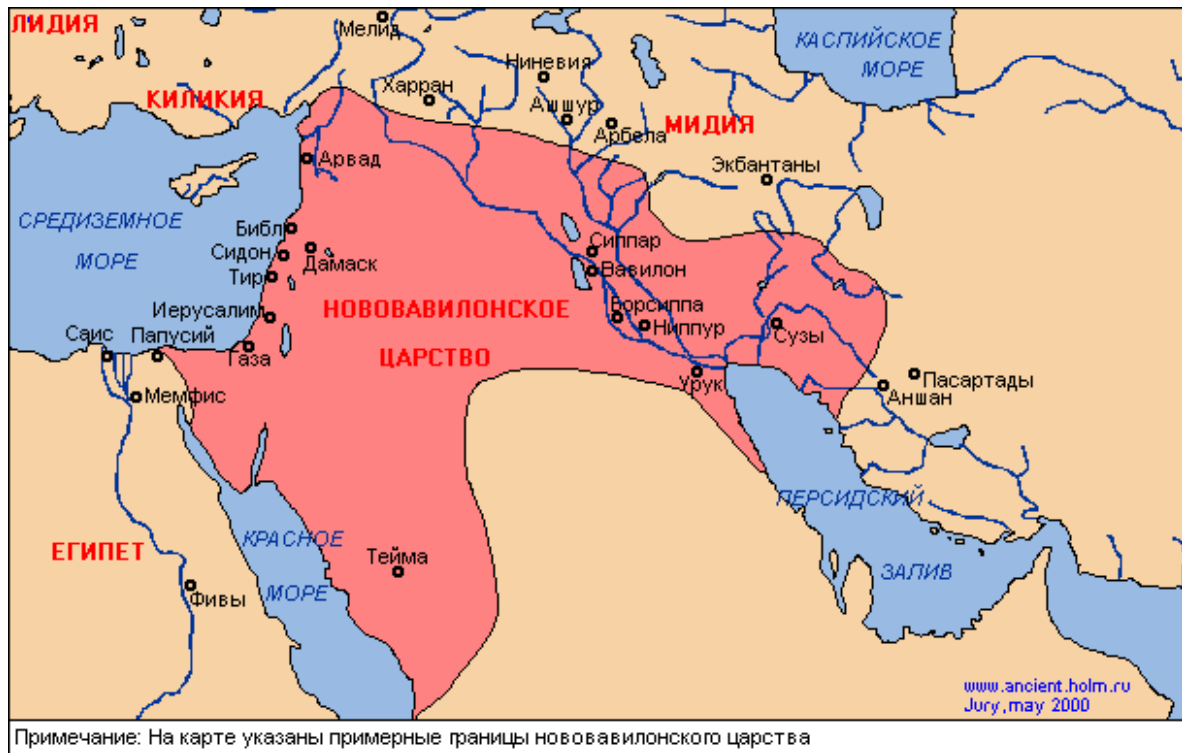 ЛИДИЯ
Мелид
КАСПИЙСКОЕ
МОРЕ
Ниневия
Харран
КИЛИКИЯ
Ашшур
Арбела
МИДИЯ
Арвад
Экбантаны
СРЕДИЗЕМНОЕ
МОРЕ
Библ
Сидон
Дамаск
Тир
Сиппар
Вавилон
Иерусалим
НОВОВАВИЛОНСКОЕ
ЦАРСТВО
Борсиппа
Ниппур
Сузы
Саис
Папусий
Газа
Мемфис
Урук
Пасартады
Аншан
ПЕРСИДСКИЙ
ЗАЛИВ
ЕГИПЕТ
КРАСНОЕ
МОРЕ
Тейма
Фивы
www.ancient.holm.ru
Jury,may 2000
Примечание: На карте указаны примерные границы нововавилонского царства